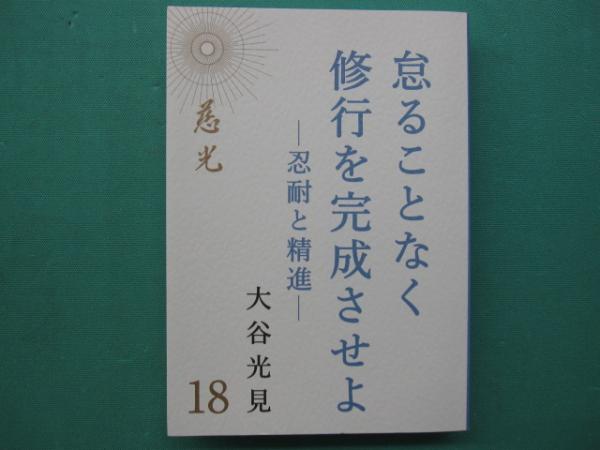 怠ることなく
修行を完成させよ
―忍耐と精進―
大谷光見
慈光
18